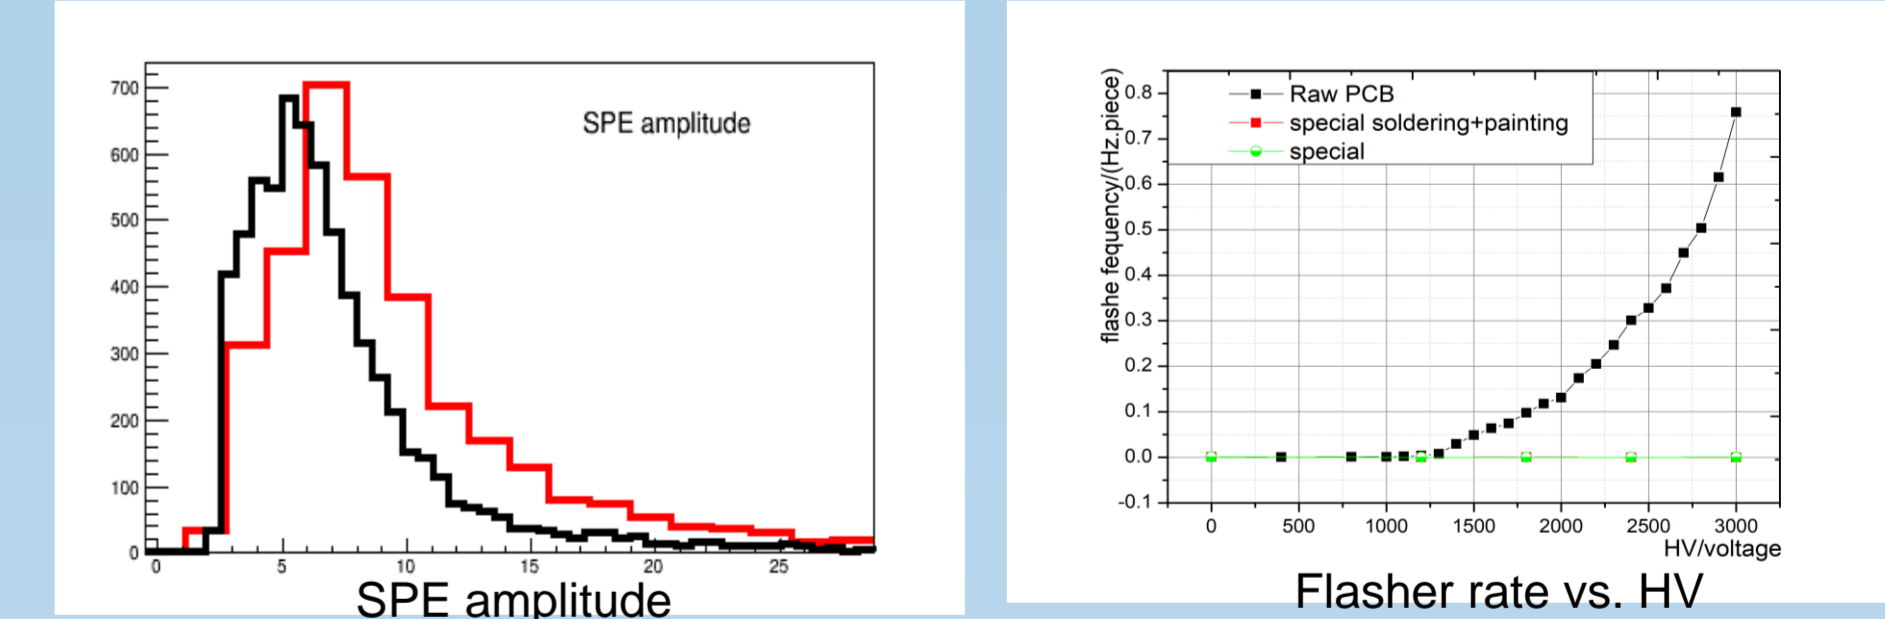 700
600
500
400
300
200
100
0
SPE amplitude
0 5 10 15 20 25
SPE amplitude
flashe fequency/(Hz.piece)
0.8
0.7
0.6
0.5
0.4
0.3
0.2
0.1
0.0
-0.1
Raw PCB
special soldering+painting
special
0 500 1000 1500 2000 2500 3000
HV/voltage
Flasher rate vs. HV